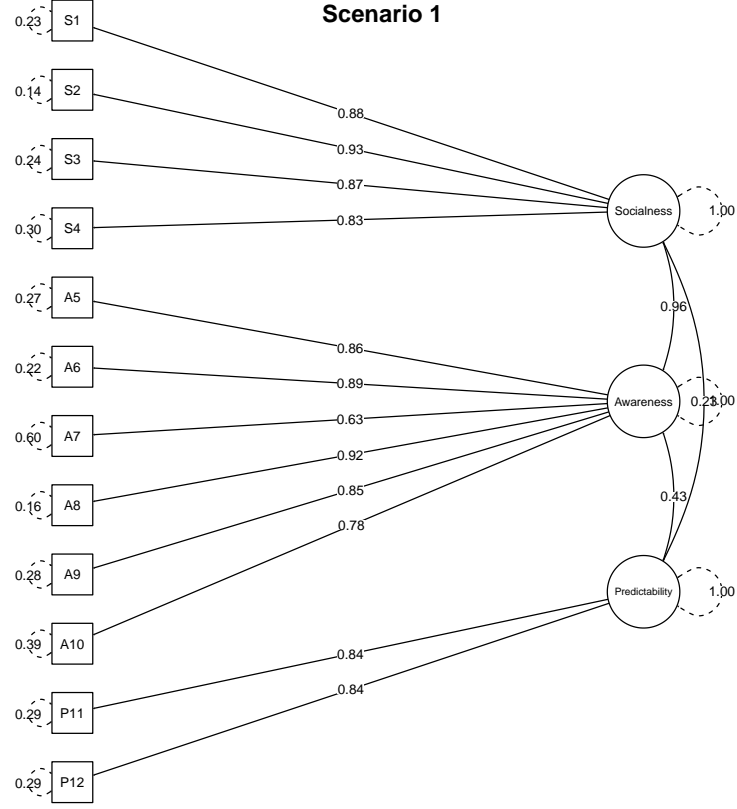 Scenario 1
0.23 S1
0.88
0.14 S2
0.93
0.24 S3
0.87
0.30 S4
0.83
Socialness 1.00
0.27 A5
0.86
0.96
0.22 A6
0.89
0.60 A7
0.63
Awareness 1.00
0.16 A8
0.92
0.28 A9
0.85
0.43
0.39 A10
0.78
Predictability 1.00
0.29 P11
0.84
0.29 P12
0.84